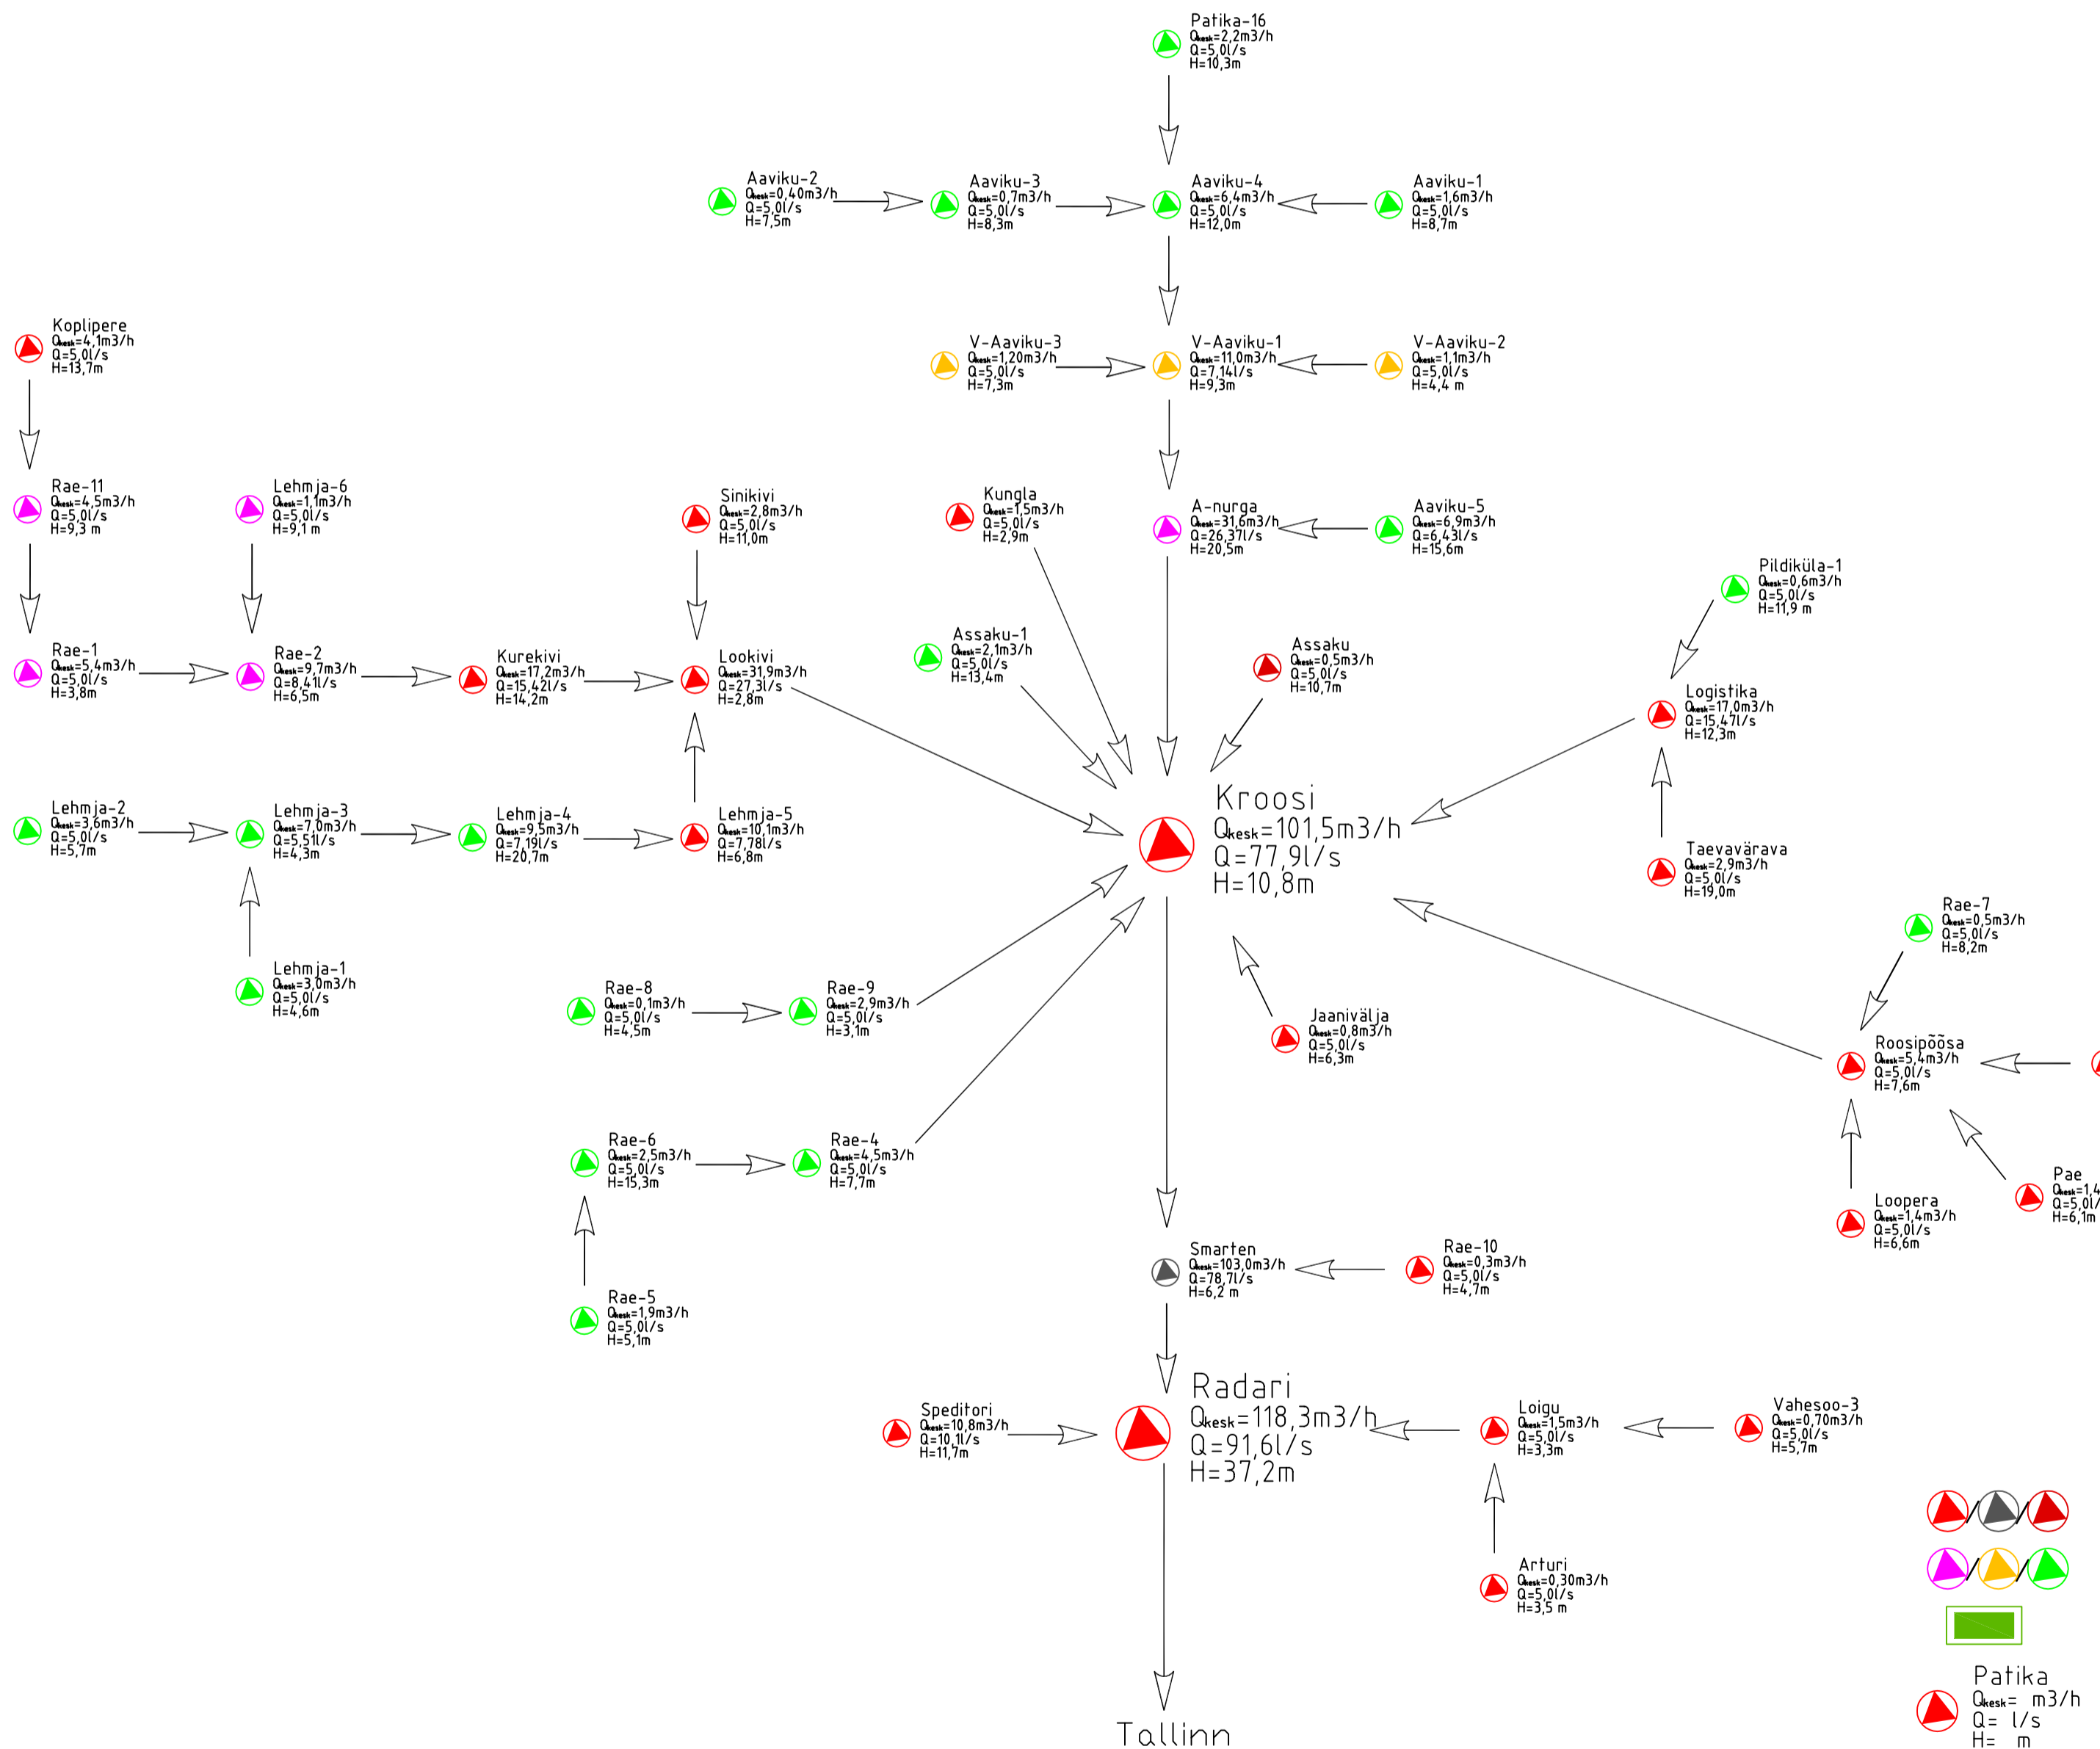 Patika-16
Qkesk=2,2m3/h
Q=5,0l/s
H=10,3m
Aaviku-2
Qkesk=0,40m3/h
Q=5,0l/s
H=7,5m
Aaviku-3
Qkesk=0,7m3/h
Q=5,0l/s
H=8,3m
Aaviku-4
Qkesk=6,4m3/h
Q=5,0l/s
H=12,0m
Aaviku-1
Qkesk=1,6m3/h
Q=5,0l/s
H=8,7m
Koplipere
Qkesk=4,1m3/h
Q=5,0l/s
H=13,7m
V-Aaviku-3
Qkesk=1,20m3/h
Q=5,0l/s
H=7,3m
V-Aaviku-1
Qkesk=11,0m3/h
Q=7,14l/s
H=9,3m
V-Aaviku-2
Qkesk=1,1m3/h
Q=5,0l/s
H=4,4 m
Rae-11
Qkesk=4,5m3/h
Q=5,0l/s
H=9,3 m
Lehmja-6
Qkesk=1,1m3/h
Q=5,0l/s
H=9,1 m
Sinikivi
Qkesk=2,8m3/h
Q=5,0l/s
H=11,0m
Kungla
Qkesk=1,5m3/h
Q=5,0l/s
H=2,9m
A-nurga
Qkesk=31,6m3/h
Q=26,37l/s
H=20,5m
Aaviku-5
Qkesk=6,9m3/h
Q=6,43l/s
H=15,6m
Pildiküla-1
Qkesk=0,6m3/h
Q=5,0l/s
H=11,9 m
Rae-1
Qkesk=5,4m3/h
Q=5,0l/s
H=3,8m
Rae-2
Qkesk=9,7m3/h
Q=8,41l/s
H=6,5m
Kurekivi
Qkesk=17,2m3/h
Q=15,42l/s
H=14,2m
Lookivi
Qkesk=31,9m3/h
Q=27,3l/s
H=2,8m
Assaku-1
Qkesk=2,1m3/h
Q=5,0l/s
H=13,4m
Assaku
Qkesk=0,5m3/h
Q=5,0l/s
H=10,7m
Logistika
Qkesk=17,0m3/h
Q=15,47l/s
H=12,3m
Lehmja-2
Qkesk=3,6m3/h
Q=5,0l/s
H=5,7m
Lehmja-3
Qkesk=7,0m3/h
Q=5,51l/s
H=4,3m
Lehmja-4
Qkesk=9,5m3/h
Q=7,19l/s
H=20,7m
Lehmja-5
Qkesk=10,1m3/h
Q=7,78l/s
H=6,8m
Kroosi
Qkesk=101,5m3/h
Q=77,9l/s
H=10,8m
Taevavärava
Qkesk=2,9m3/h
Q=5,0l/s
H=19,0m
Rae-7
Qkesk=0,5m3/h
Q=5,0l/s
H=8,2m
Lehmja-1
Qkesk=3,0m3/h
Q=5,0l/s
H=4,6m
Rae-8
Qkesk=0,1m3/h
Q=5,0l/s
H=4,5m
Rae-9
Qkesk=2,9m3/h
Q=5,0l/s
H=3,1m
Jaanivälja
Qkesk=0,8m3/h
Q=5,0l/s
H=6,3m
Roosipõõsa
Qkesk=5,4m3/h
Q=5,0l/s
H=7,6m
Rae-6
Qkesk=2,5m3/h
Q=5,0l/s
H=15,3m
Rae-4
Qkesk=4,5m3/h
Q=5,0l/s
H=7,7m
Pae
Qkesk=1,4
Q=5,0l/
H=6,1m
Loopera
Qkesk=1,4m3/h
Q=5,0l/s
H=6,6m
Smarten
Qkesk=103,0m3/h
Q=78,7l/s
H=6,2 m
Rae-10
Qkesk=0,3m3/h
Q=5,0l/s
H=4,7m
Rae-5
Qkesk=1,9m3/h
Q=5,0l/s
H=5,1m
Speditori
Qkesk=10,8m3/h
Q=10,1l/s
H=11,7m
Radari
Qkesk=118,3m3/h
Q=91,6l/s
H=37,2m
Loigu
Qkesk=1,5m3/h
Q=5,0l/s
H=3,3m
Vahesoo-3
Qkesk=0,70m3/h
Q=5,0l/s
H=5,7m
Arturi
Qkesk=0,30m3/h
Q=5,0l/s
H=3,5 m
/ /
/ /
Patika
Qkesk= m3/h
Q= l/s
H= m
Tallinn